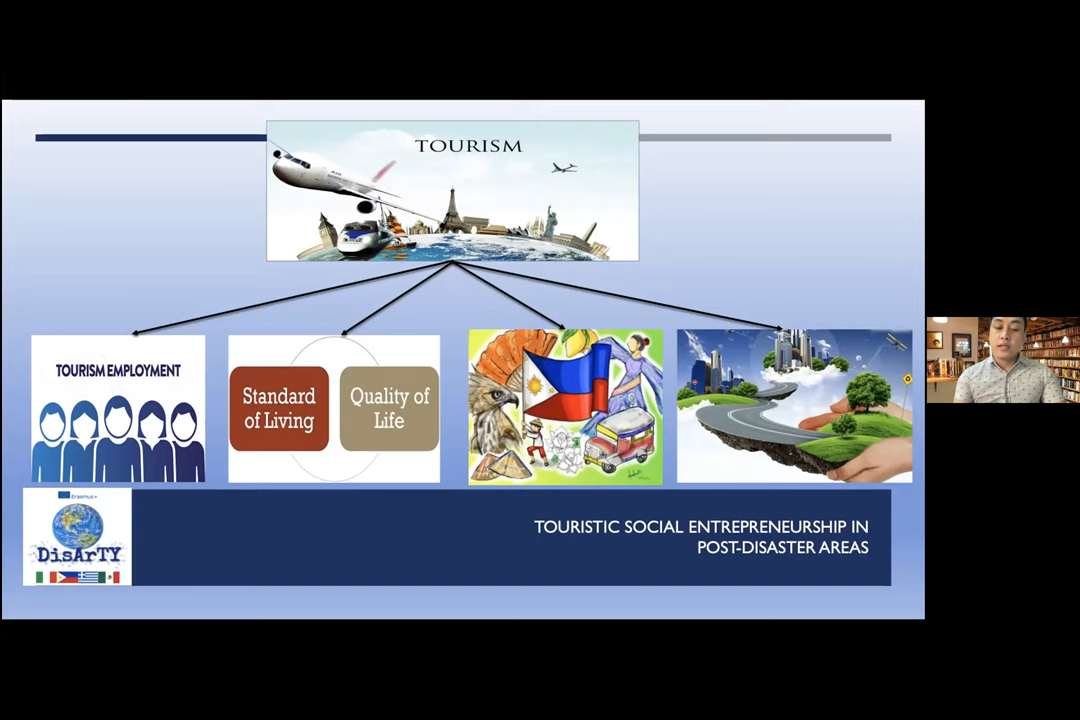 TOURISM
TOURISM EMPLOYMENT
Standard
of Living
Quality of
Life
Erasmus+
DisArTY
TOURISTIC SOCIAL ENTREPRENEURSHIP IN
POST-DISASTER AREAS